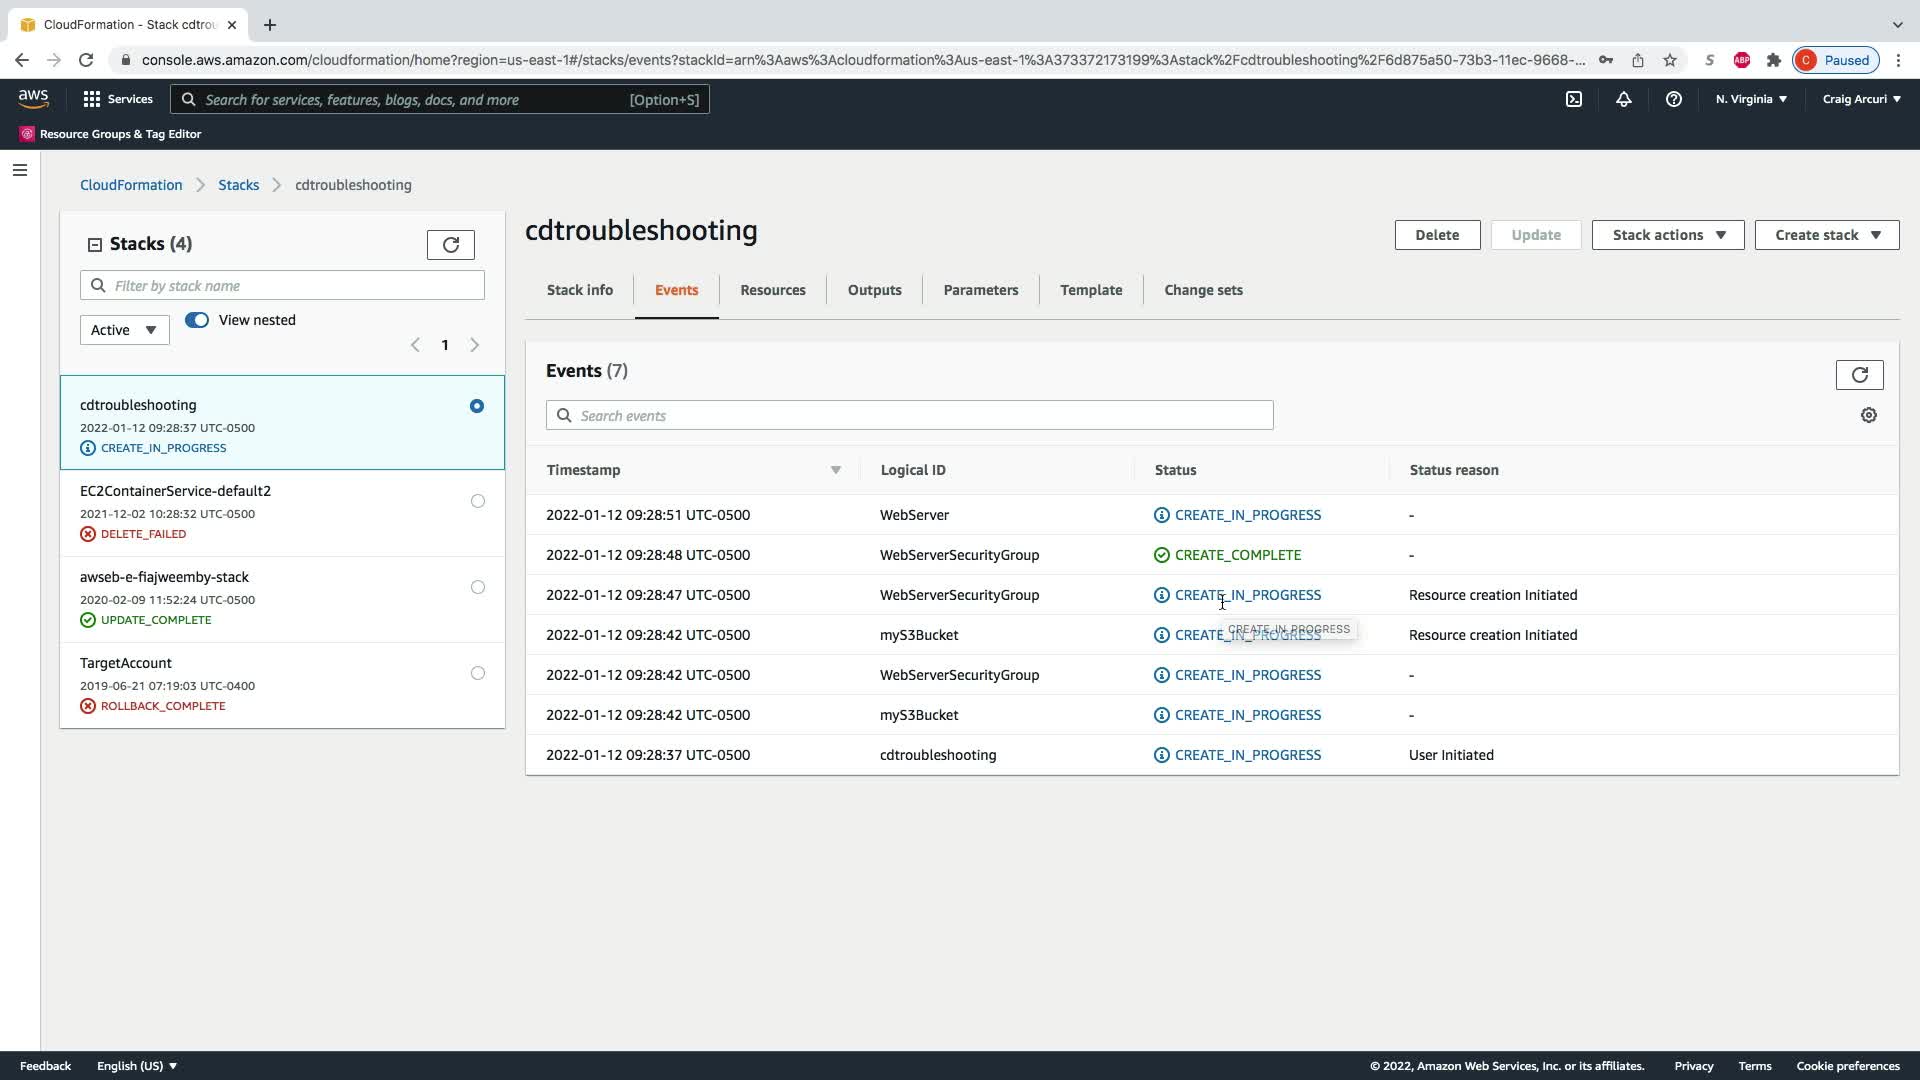 CloudFormation - Stack cdtrou
console.aws.amazon.com/cloudformation/home?region=us-east-1#/stacks/events?stackId=arn%3Aaws%3Acloudformation%3Aus-east-1%3A373372173199%3Astack%2Fcdtroubleshooting%2F6d875a50-73b3-11ec-9668-...
S
ABP
C Paused
aws
Services
Search for services, features, blogs, docs, and more [Option+S]
N. Virginia
Craig Arcuri
Resource Groups & Tag Editor
CloudFormation
Stacks
cdtroubleshooting
Stacks (4)
Filter by stack name
Active
View nested
1
cdtroubleshooting
2022-01-12 09:28:37 UTC-0500
CREATE_IN_PROGRESS
EC2ContainerService-default2
2021-12-02 10:28:32 UTC-0500
DELETE_FAILED
awseb-e-fiajweemby-stack
2020-02-09 11:52:24 UTC-0500
UPDATE_COMPLETE
TargetAccount
2019-06-21 07:19:03 UTC-0400
ROLLBACK_COMPLETE
cdtroubleshooting
Delete
Update
Stack actions
Create stack
Stack info
Events
Resources
Outputs
Parameters
Template
Change sets
Events (7)
Search events
Timestamp Logical ID Status Status reason
2022-01-12 09:28:51 UTC-0500 WebServer CREATE_IN_PROGRESS -
2022-01-12 09:28:48 UTC-0500 WebServerSecurityGroup CREATE_COMPLETE -
2022-01-12 09:28:47 UTC-0500 WebServerSecurityGroup CREATE_IN_PROGRESS Resource creation Initiated
CREATE_IN_PROGRESS
2022-01-12 09:28:42 UTC-0500 myS3Bucket CREATE_IN_PROGRESS Resource creation Initiated
2022-01-12 09:28:42 UTC-0500 WebServerSecurityGroup CREATE_IN_PROGRESS -
2022-01-12 09:28:42 UTC-0500 myS3Bucket CREATE_IN_PROGRESS -
2022-01-12 09:28:37 UTC-0500 cdtroubleshooting CREATE_IN_PROGRESS User Initiated
Feedback
English (US)
© 2022, Amazon Web Services, Inc. or its affiliates.
Privacy
Terms
Cookie preferences